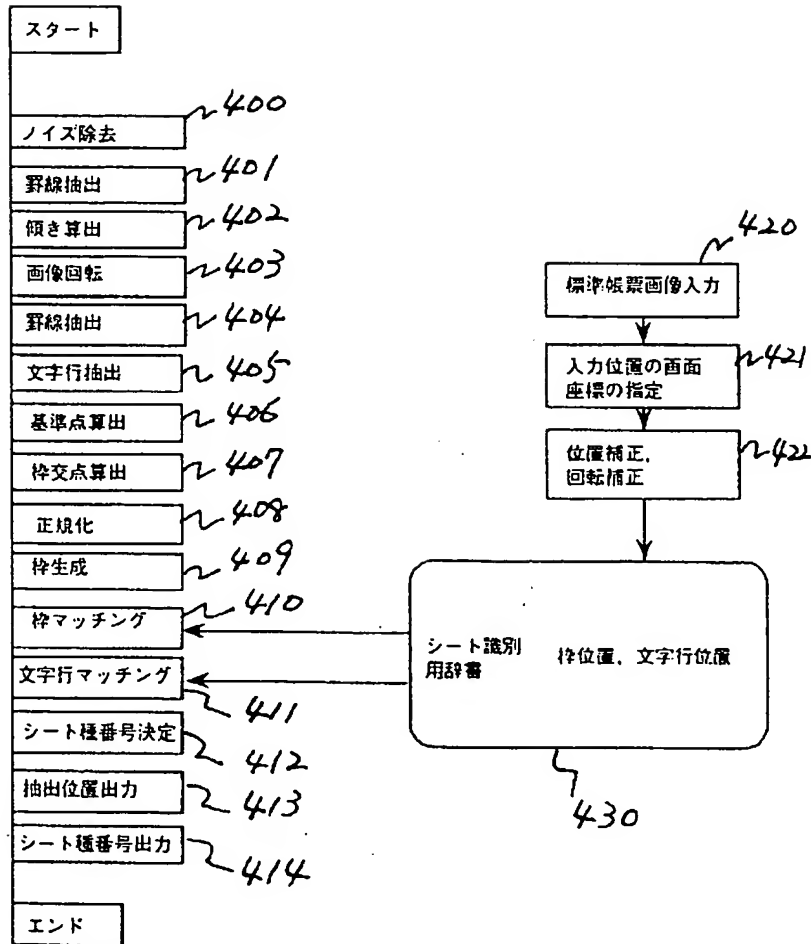 スタート
400
ノイズ除去
401
罫線抽出
402
傾き算出
403
画像回転
404
罫線抽出
405
文字行抽出
406
基準点算出
407
枠交点算出
408
正規化
409
枠生成
410
枠マッチング
文字行マッチング
411
シート種番号決定
412
抽出位置出力
413
シート種番号出力
414
エンド
420
標準帳票画像入力
421
入力位置の画面
座標の指定
422
位置補正,
回転補正
シート識別
用辞書
枠位置, 文字行位置
430